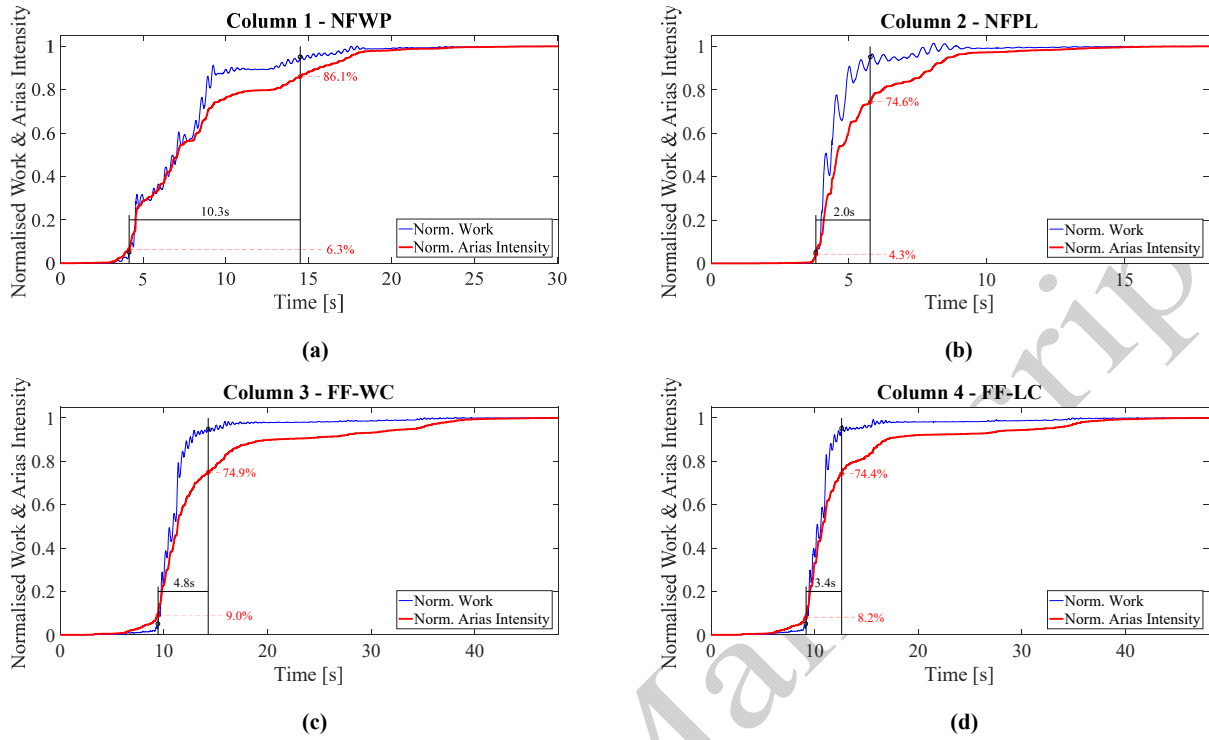 Column 1 - NFWP
Normalised Work & Arias Intensity
1
0.8
0.6
0.4
0.2
0
86.1%
10.3s
6.3%
Norm. Work
Norm. Arias Intensity
0 5 10 15 20 25 30
Time [s]
(a)
Column 2 - NFPL
Normalised Work & Arias Intensity
1
0.8
0.6
0.4
0.2
0
74.6%
2.0s
4.3%
Norm. Work
Norm. Arias Intensity
0 5 10 15
Time [s]
(b)
Column 3 - FF-WC
Normalised Work & Arias Intensity
1
0.8
0.6
0.4
0.2
0
74.9%
4.8s
9.0%
Norm. Work
Norm. Arias Intensity
0 10 20 30 40
Time [s]
(c)
Column 4 - FF-LC
Normalised Work & Arias Intensity
1
0.8
0.6
0.4
0.2
0
74.4%
3.4s
8.2%
Norm. Work
Norm. Arias Intensity
0 10 20 30 40
Time [s]
(d)